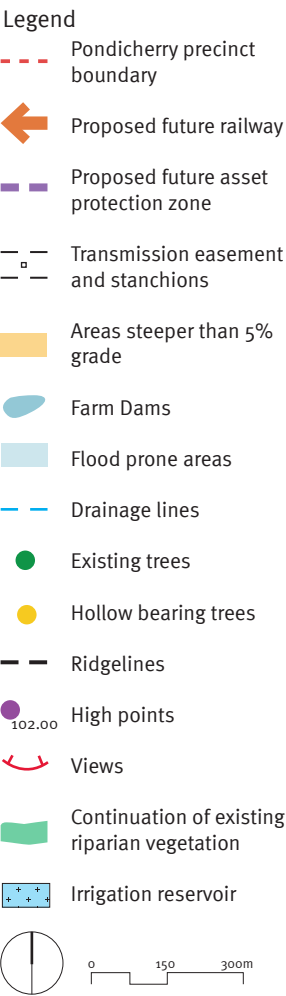 Legend
Pondicherry precinct
boundary
Proposed future railway
Proposed future asset
protection zone
Transmission easement
and stanchions
Areas steeper than 5%
grade
Farm Dams
Flood prone areas
Drainage lines
Existing trees
Hollow bearing trees
Ridgelines
102.00 High points
Views
Continuation of existing
riparian vegetation
Irrigation reservoir
0 150 300m